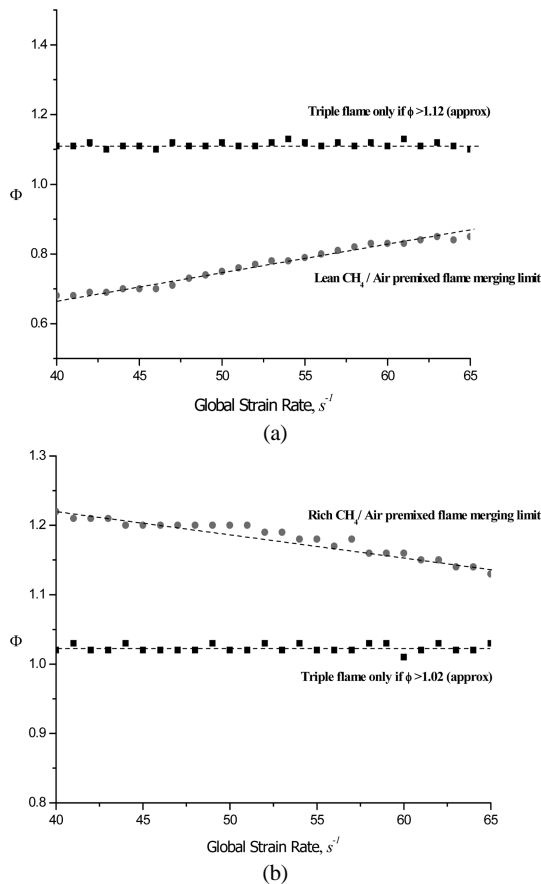 1.4
Triple flame only if ϕ >1.12 (approx)
1.2
Φ
1.0
0.8
Lean CH₄ / Air premixed flame merging limit
0.6
40 45 50 55 60 65
Global Strain Rate, s⁻¹
(a)
1.3
Rich CH₄/ Air premixed flame merging limit
1.2
1.1
Φ
1.0
Triple flame only if ϕ >1.02 (approx)
0.9
0.8
40 45 50 55 60 65
Global Strain Rate, s⁻¹
(b)